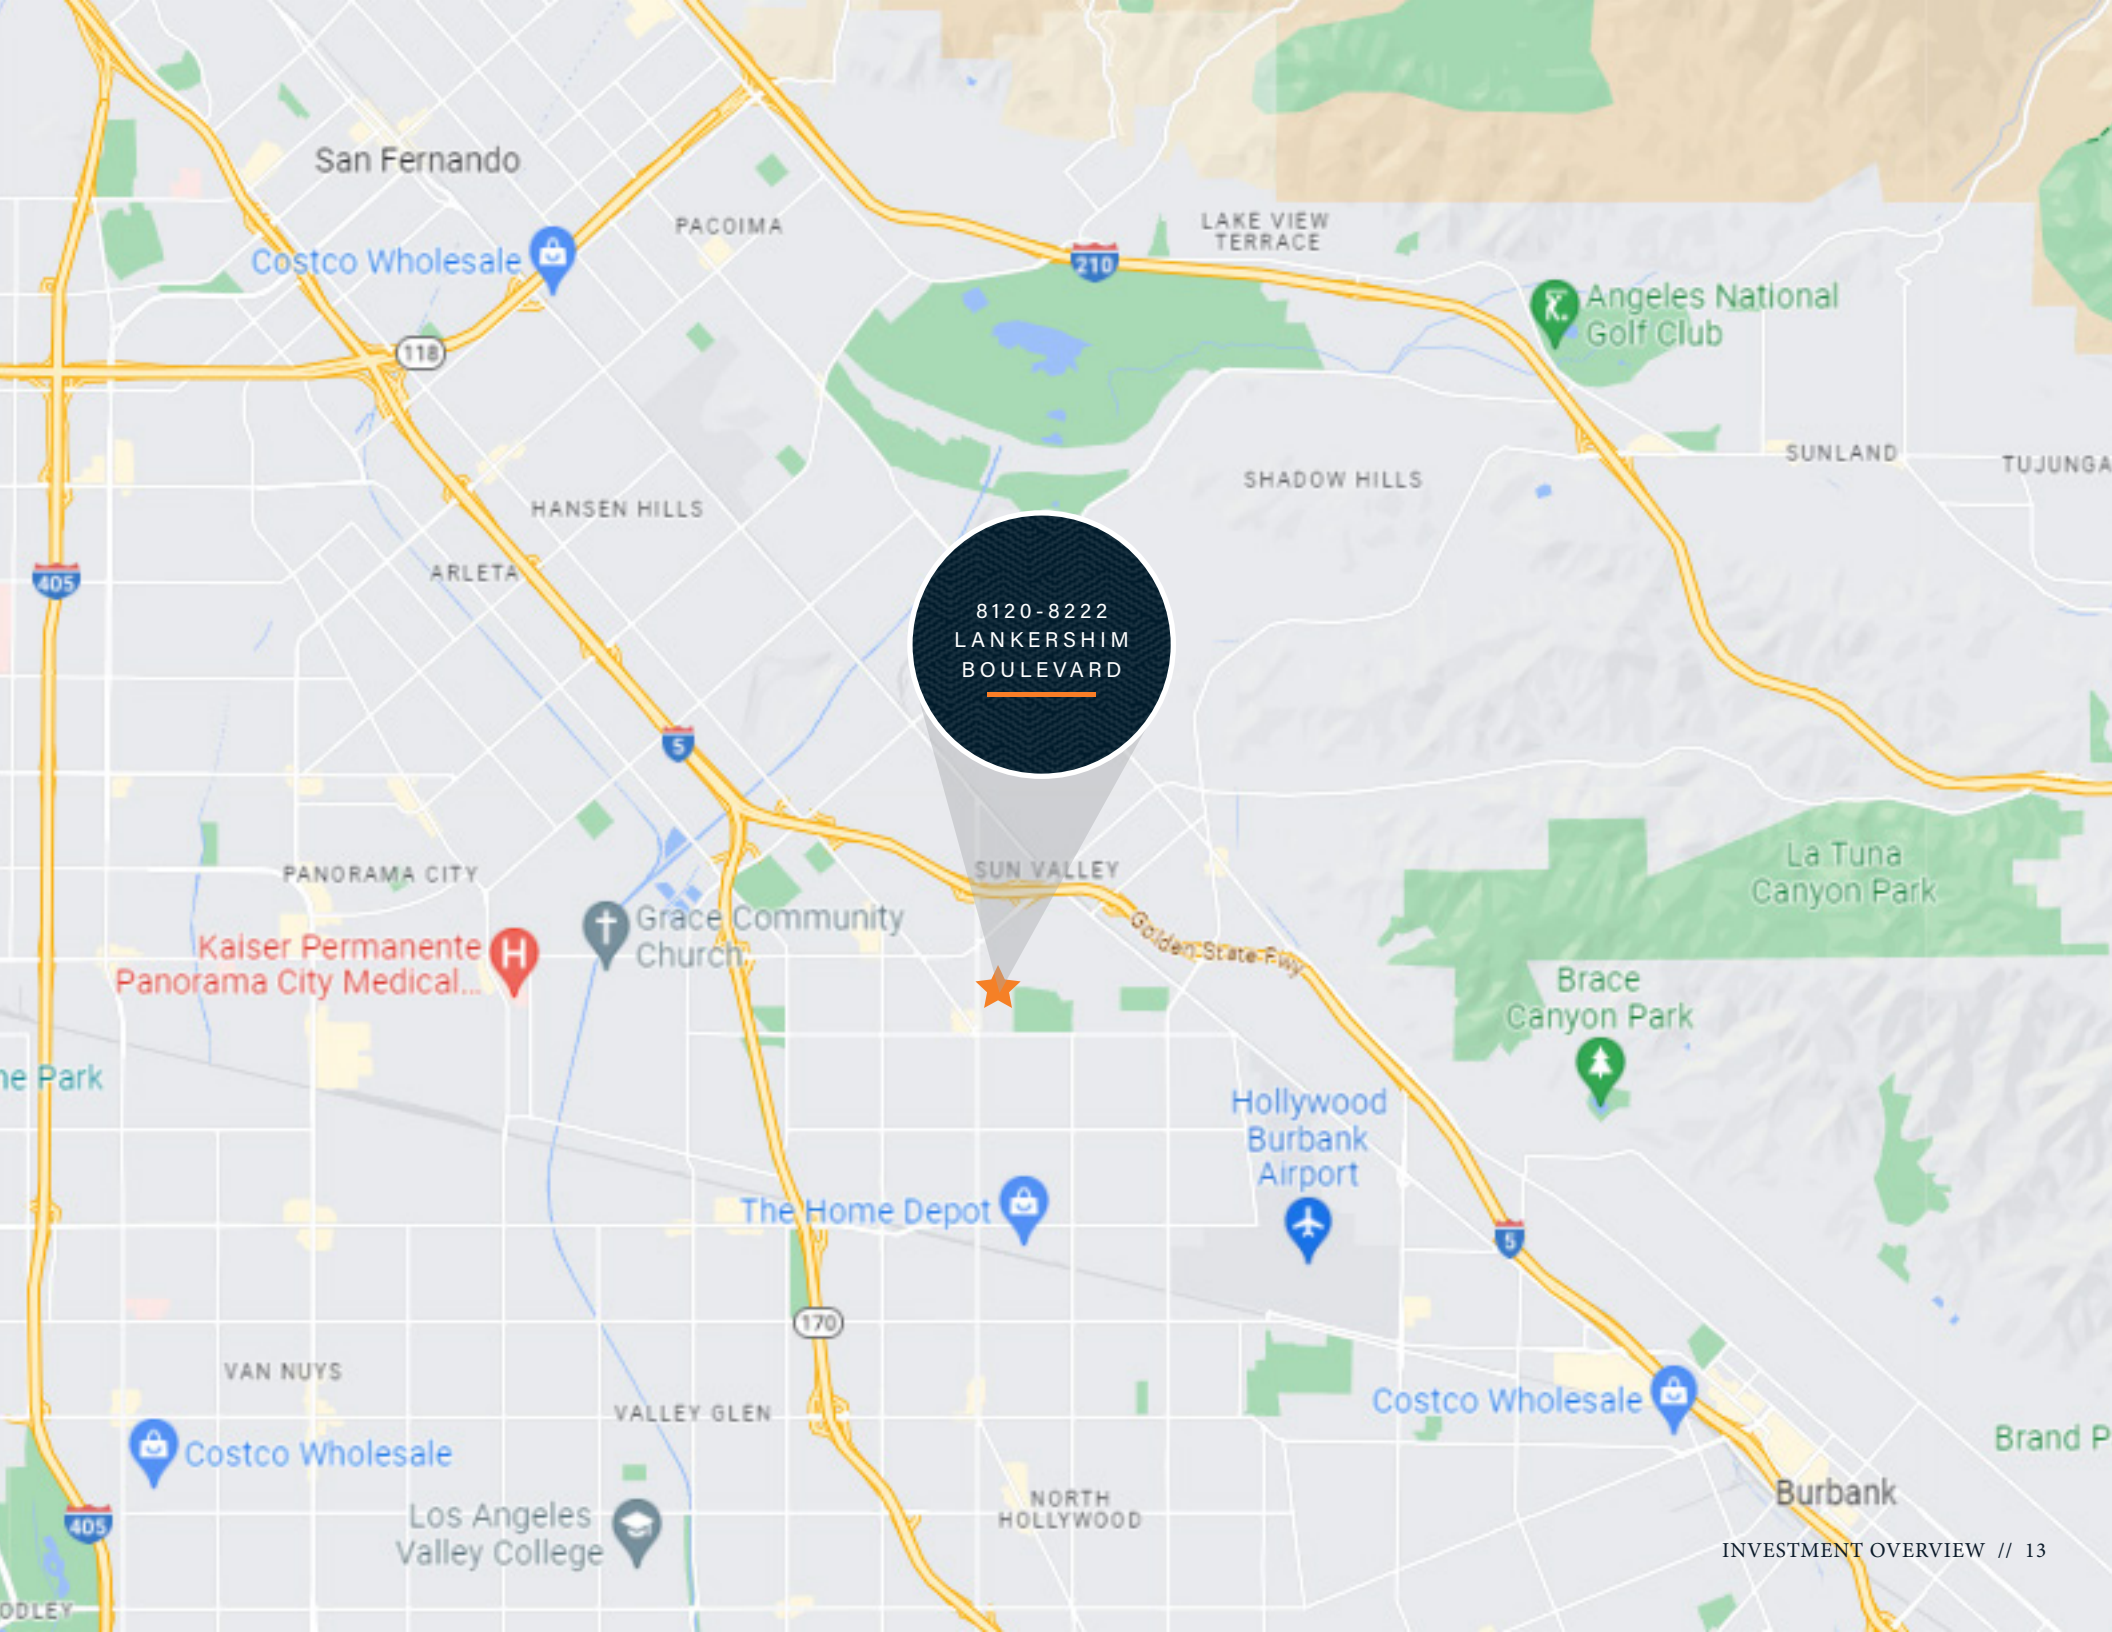 San Fernando
PACOIMA
LAKE VIEW
TERRACE
Costco Wholesale
210
Angeles National
Golf Club
118
SUNLAND
TUJUNGA
SHADOW HILLS
HANSEN HILLS
ARLETA
405
8120-8222
LANKERSHIM
BOULEVARD
5
SUN VALLEY
PANORAMA CITY
La Tuna
Canyon Park
Grace Community
Church
Kaiser Permanente
Panorama City Medical...
Golden State Fwy
Brace
Canyon Park
ne Park
Hollywood
Burbank
Airport
The Home Depot
5
170
VAN NUYS
VALLEY GLEN
Costco Wholesale
Costco Wholesale
Brand P
405
Los Angeles
Valley College
NORTH
HOLLYWOOD
Burbank
INVESTMENT OVERVIEW // 13
ODLEY